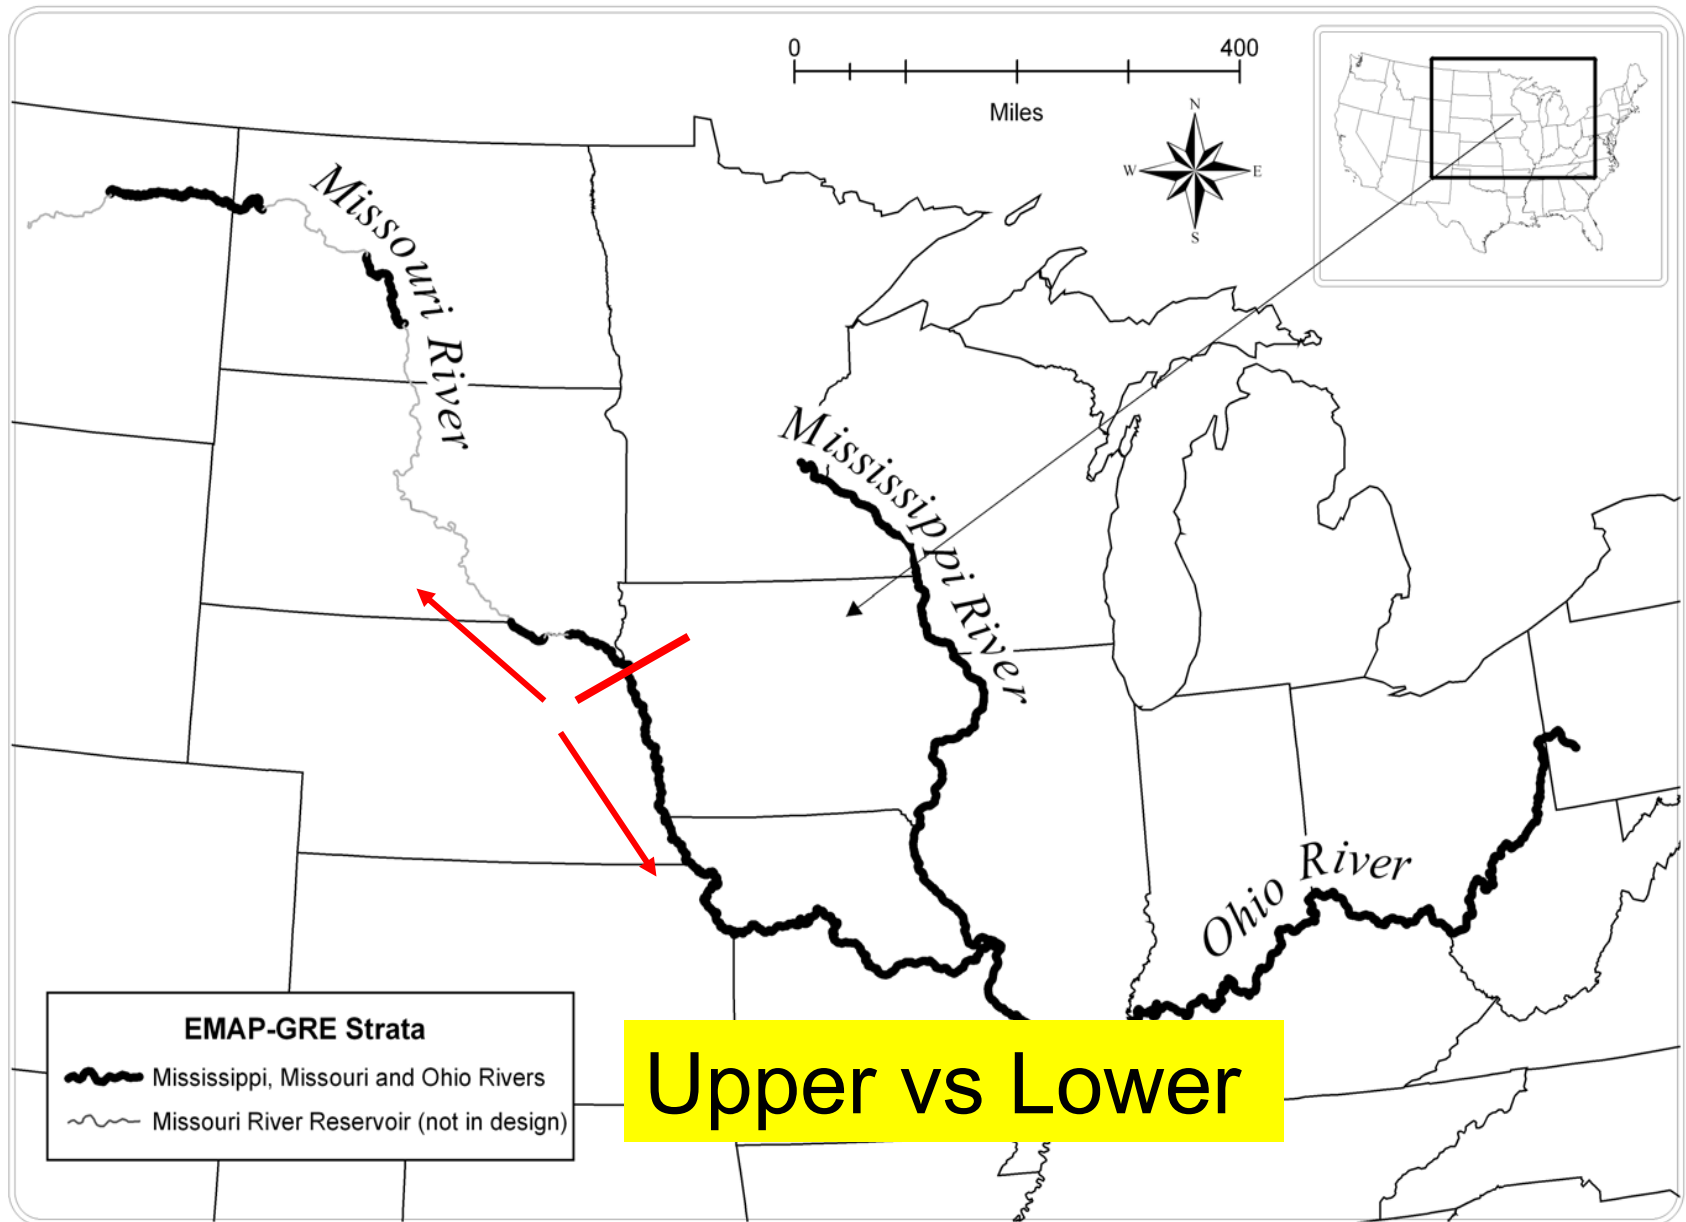 0 400
Miles
N
W E
S
Missouri River
Mississippi River
Ohio River
EMAP-GRE Strata
Mississippi, Missouri and Ohio Rivers
Missouri River Reservoir (not in design)
Upper vs Lower